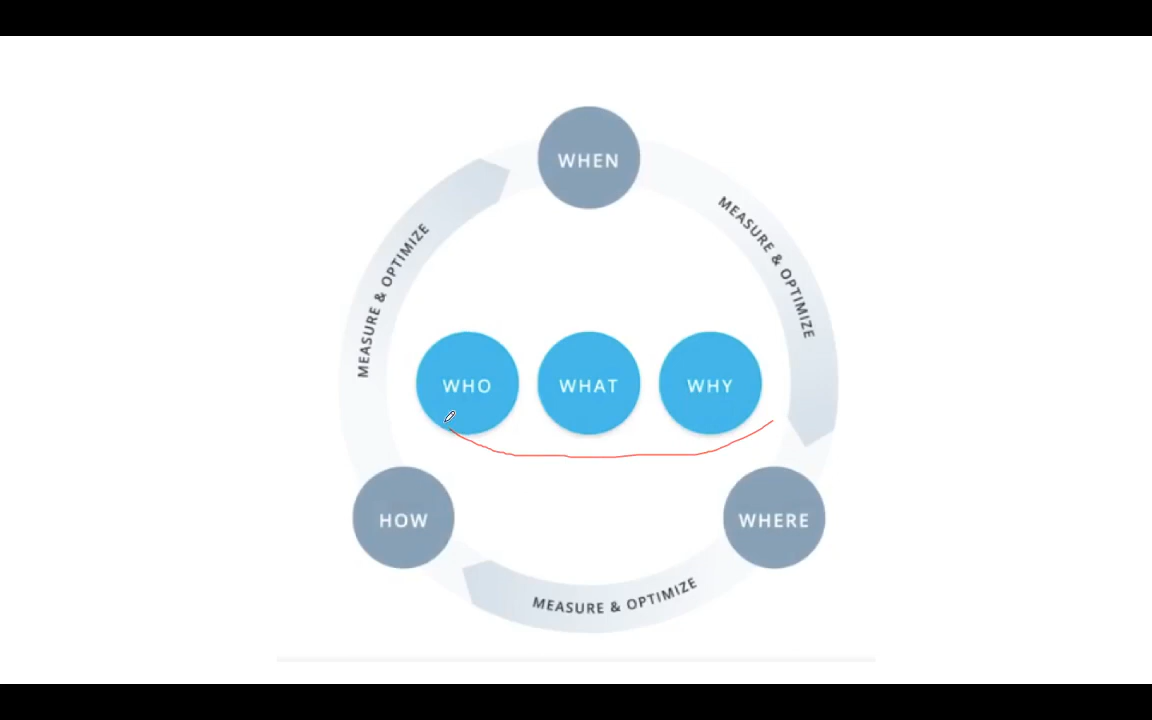 WHEN
MEASURE & OPTIMIZE
MEASURE & OPTIMIZE
WHO
WHAT
WHY
HOW
WHERE
MEASURE & OPTIMIZE